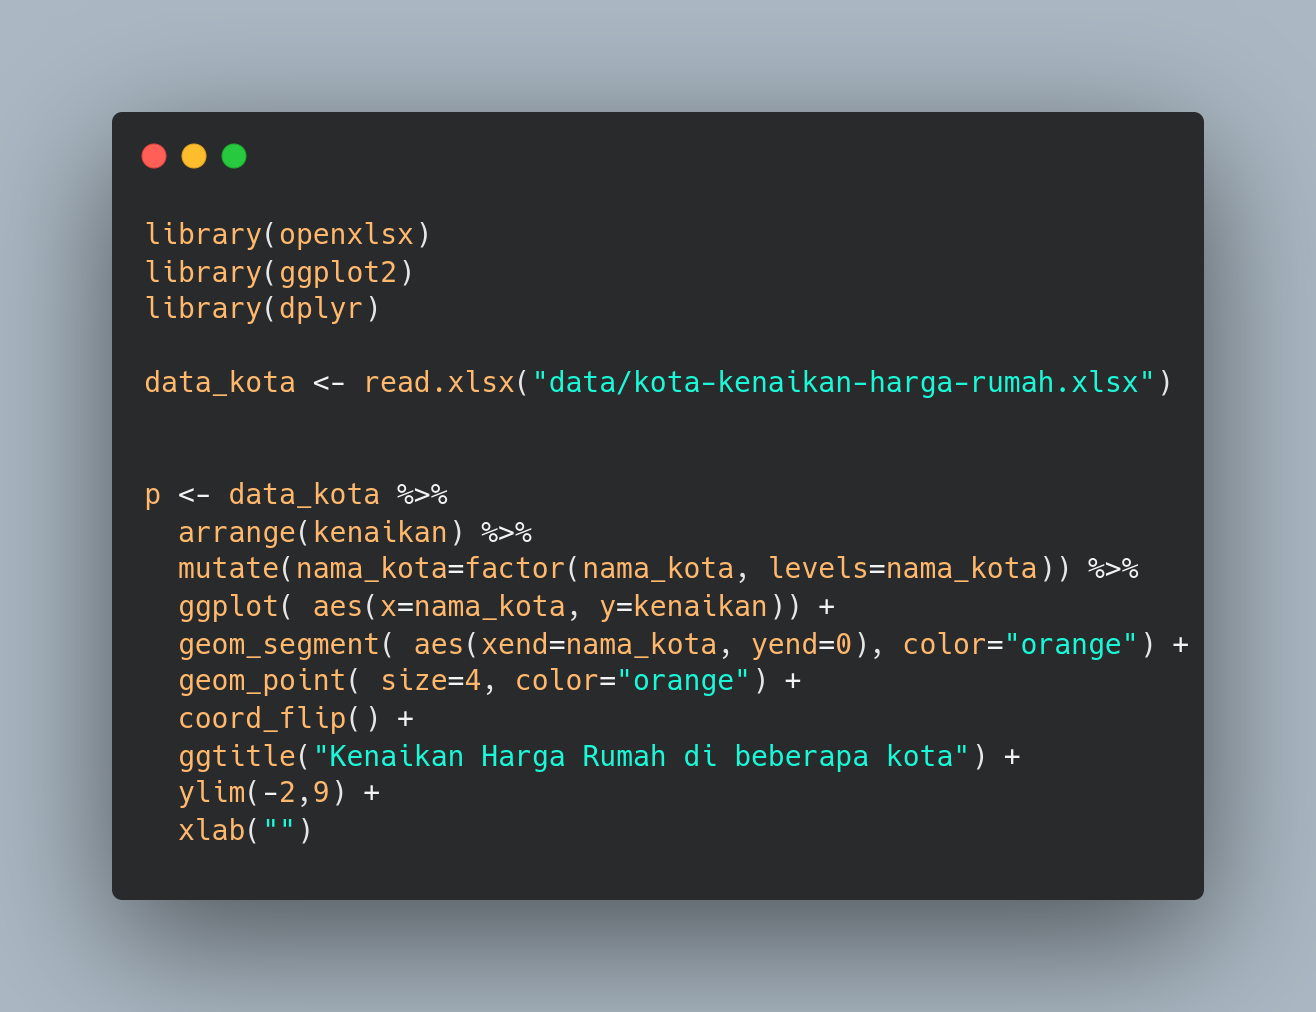 library(openxlsx)
library(ggplot2)
library(dplyr)
data_kota <- read.xlsx("data/kota-kenaikan-harga-rumah.xlsx")
p <- data_kota %>%
  arrange(kenaikan) %>%
  mutate(nama_kota=factor(nama_kota, levels=nama_kota)) %>%
  ggplot( aes(x=nama_kota, y=kenaikan)) +
  geom_segment( aes(xend=nama_kota, yend=0), color="orange") +
  geom_point( size=4, color="orange") +
  coord_flip() +
  ggtitle("Kenaikan Harga Rumah di beberapa kota") +
  ylim(-2,9) +
  xlab("")